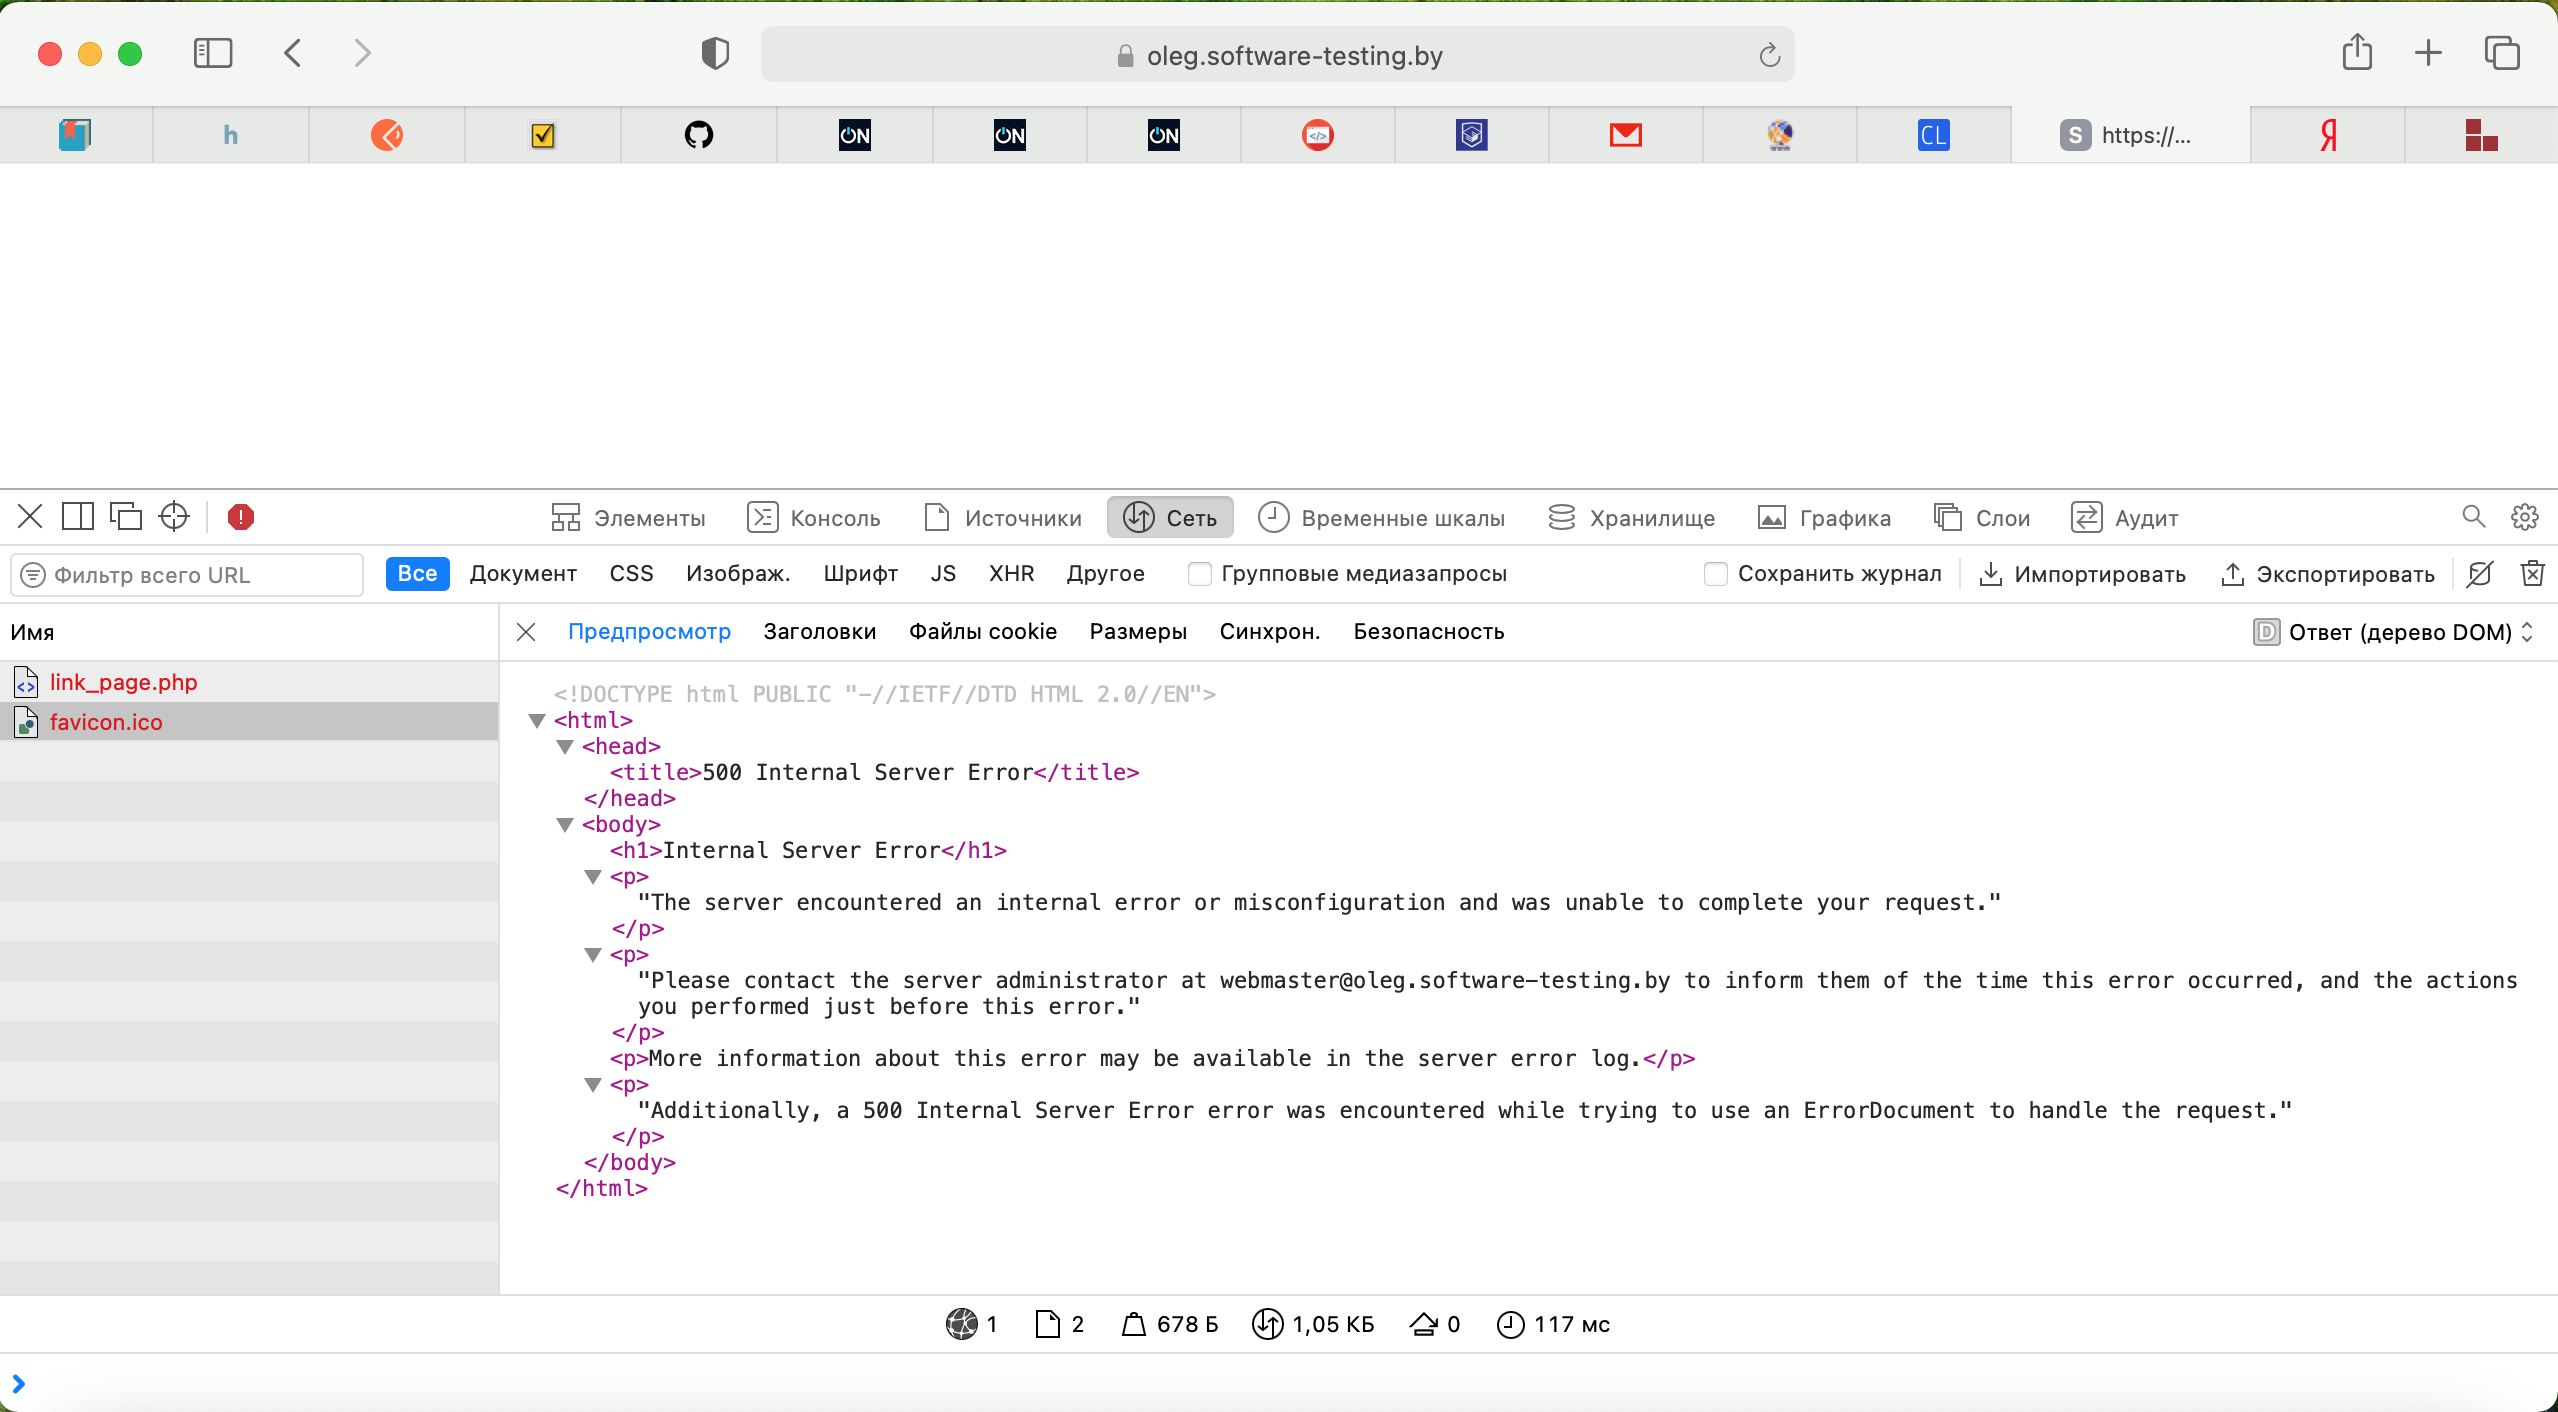 oleg.software-testing.by
h
ON
ON
ON
CL
S https://...
Я
Элементы Консоль Источники Сеть Временные шкалы Хранилище Графика Слои Аудит
Фильтр всего URL Все Документ CSS Изображ. Шрифт JS XHR Другое Групповые медиазапросы Сохранить журнал Импортировать Экспортировать
Имя Предпросмотр Заголовки Файлы cookie Размеры Синхрон. Безопасность D Ответ (дерево DOM)
link_page.php
favicon.ico
<!DOCTYPE html PUBLIC "-//IETF//DTD HTML 2.0//EN">
<html>
<head>
<title>500 Internal Server Error</title>
</head>
<body>
<h1>Internal Server Error</h1>
<p>
"The server encountered an internal error or misconfiguration and was unable to complete your request."
</p>
<p>
"Please contact the server administrator at webmaster@oleg.software-testing.by to inform them of the time this error occurred, and the actions
you performed just before this error."
</p>
<p>More information about this error may be available in the server error log.</p>
<p>
"Additionally, a 500 Internal Server Error error was encountered while trying to use an ErrorDocument to handle the request."
</p>
</body>
</html>
1 2 678 Б 1,05 КБ 0 117 мс